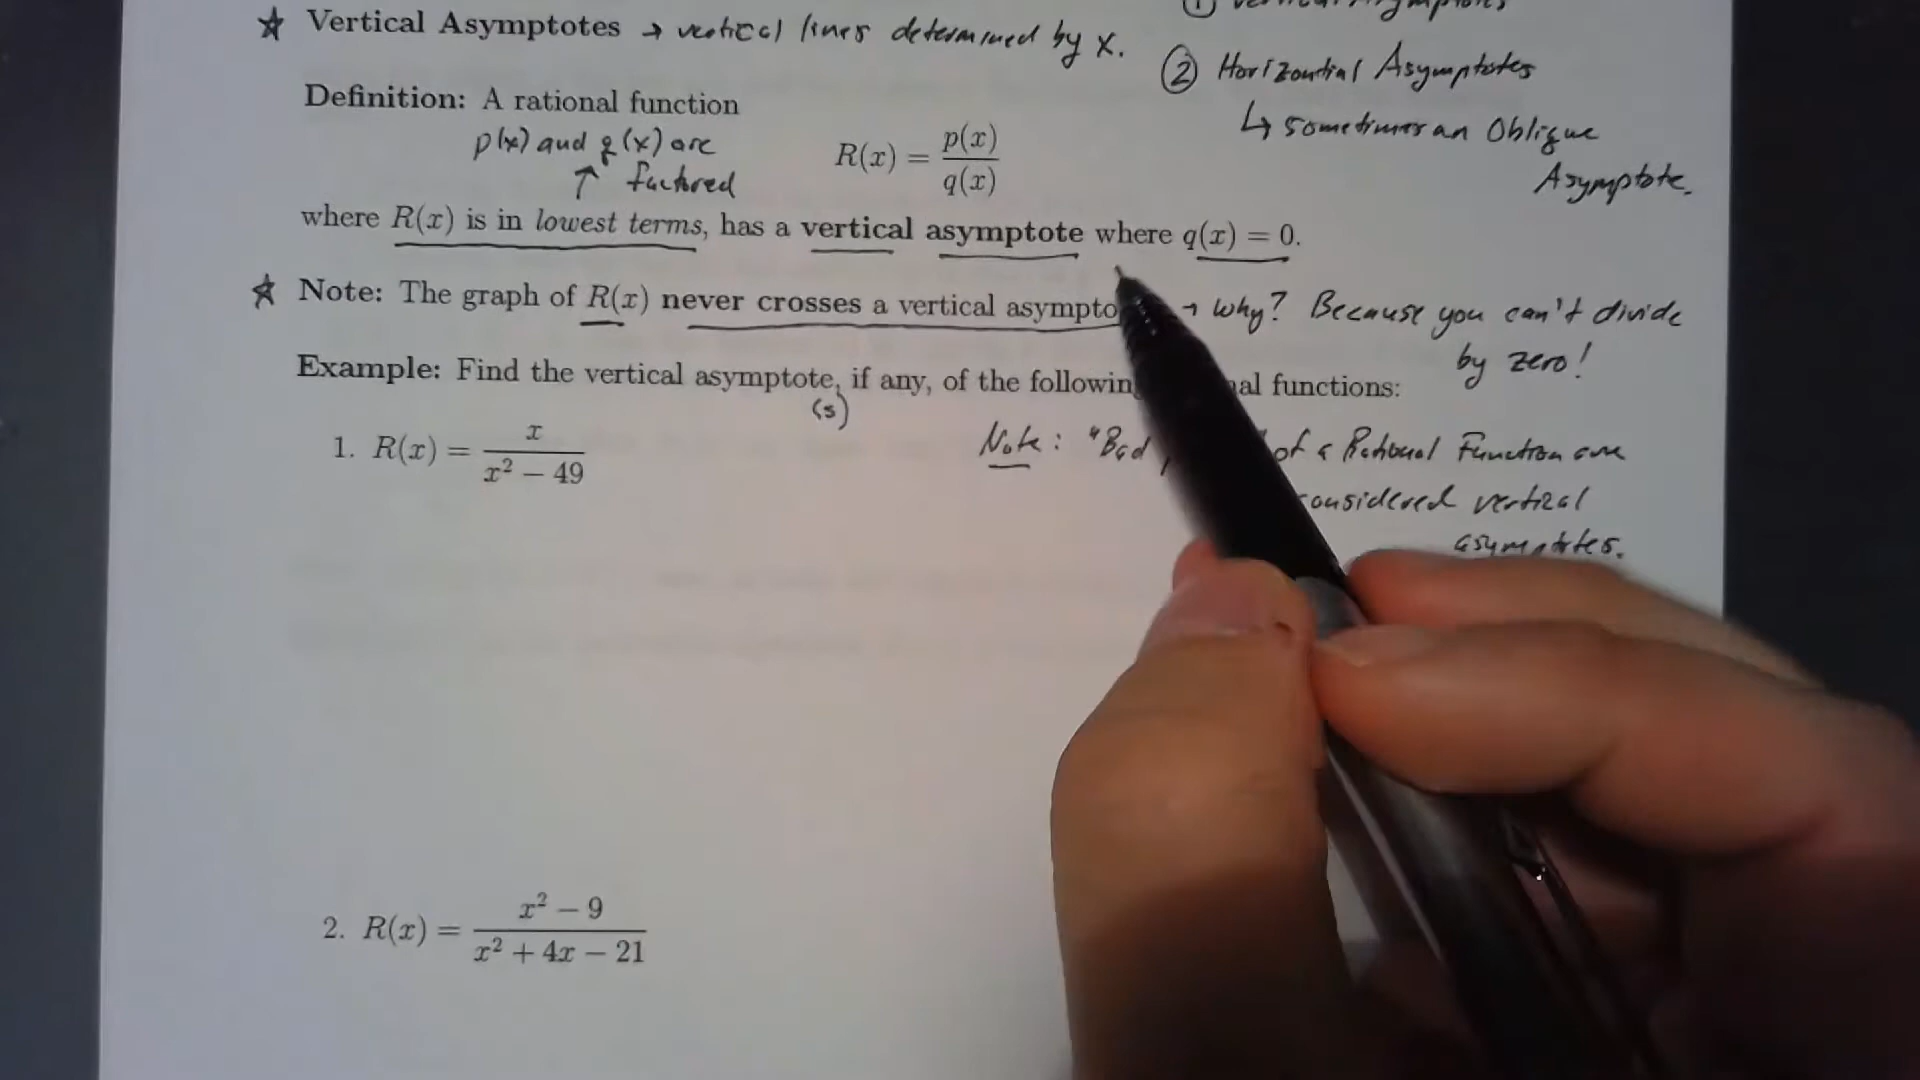 ① Vertical Asymptotes
☆ Vertical Asymptotes → vertical lines determined by x.
② Horizontial Asymptotes
↳ sometimes an Oblique
Asymptote.
Definition: A rational function
p(x) and q(x) are
↑ factored
R(x) = p(x)/q(x)
where R(x) is in lowest terms, has a vertical asymptote where q(x) = 0.
☆ Note: The graph of R(x) never crosses a vertical asympto → Why? Because you can't divide
by zero!
Example: Find the vertical asymptote, if any, of the followin al functions:
(s)
1. R(x) = x/(x² − 49)
Note: "Bad of a Rational Function are
onsidered vertical
asymptotes.
2. R(x) = (x² − 9)/(x² + 4x − 21)